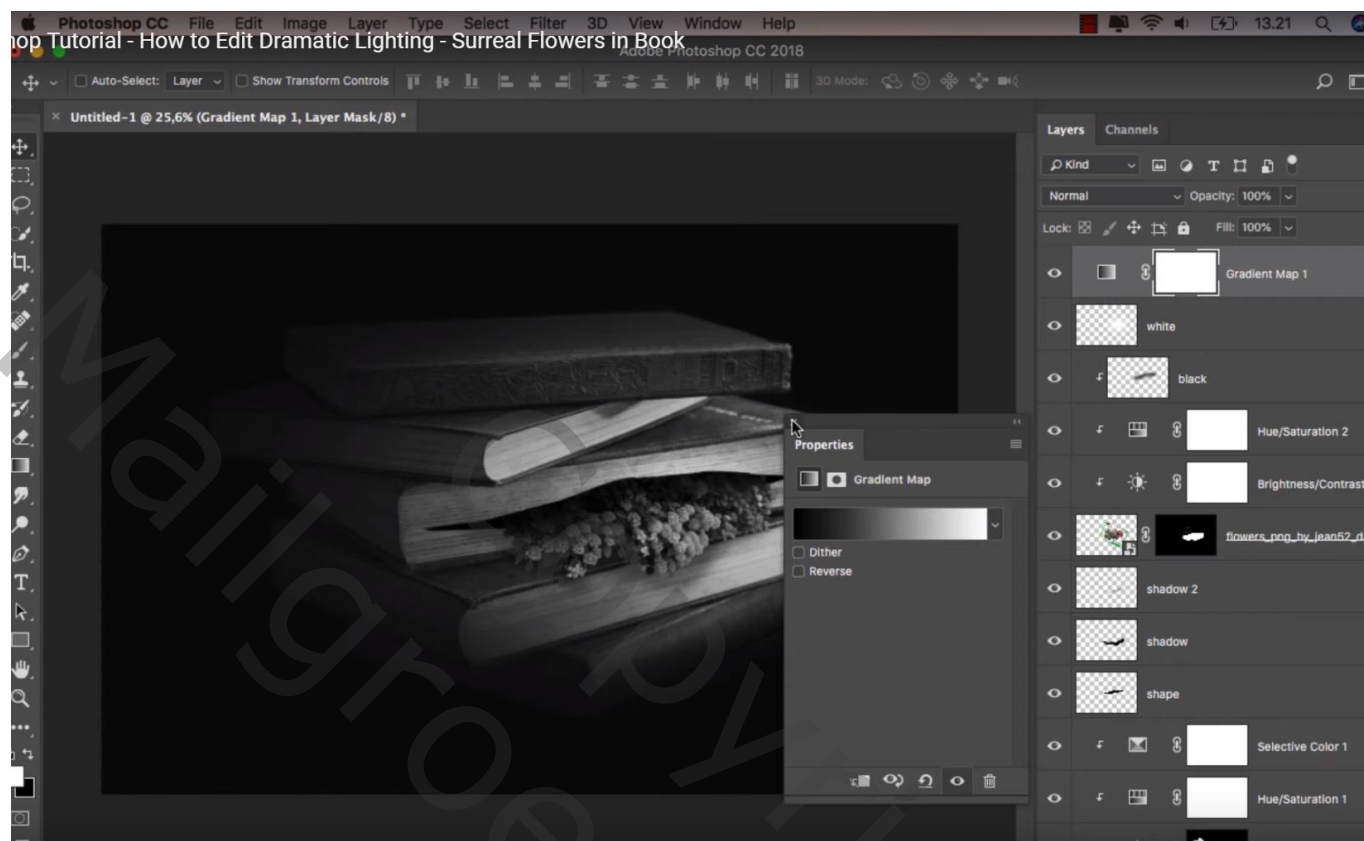 Photoshop CC File Edit Image Layer Type Select Filter 3D View Window Help 13.21
hop Tutorial - How to Edit Dramatic Lighting - Surreal Flowers in Book
Adobe Photoshop CC 2018
Auto-Select: Layer Show Transform Controls 3D Mode:
× Untitled-1 @ 25,6% (Gradient Map 1, Layer Mask/8) *
Layers Channels
Kind
Normal Opacity: 100%
Lock: Fill: 100%
Gradient Map 1
white
black
Hue/Saturation 2
Brightness/Contrast
flowers_png_by_jean52_d
shadow 2
shadow
shape
Selective Color 1
Hue/Saturation 1
Properties
Gradient Map
Dither
Reverse
Mailgroe
Copy